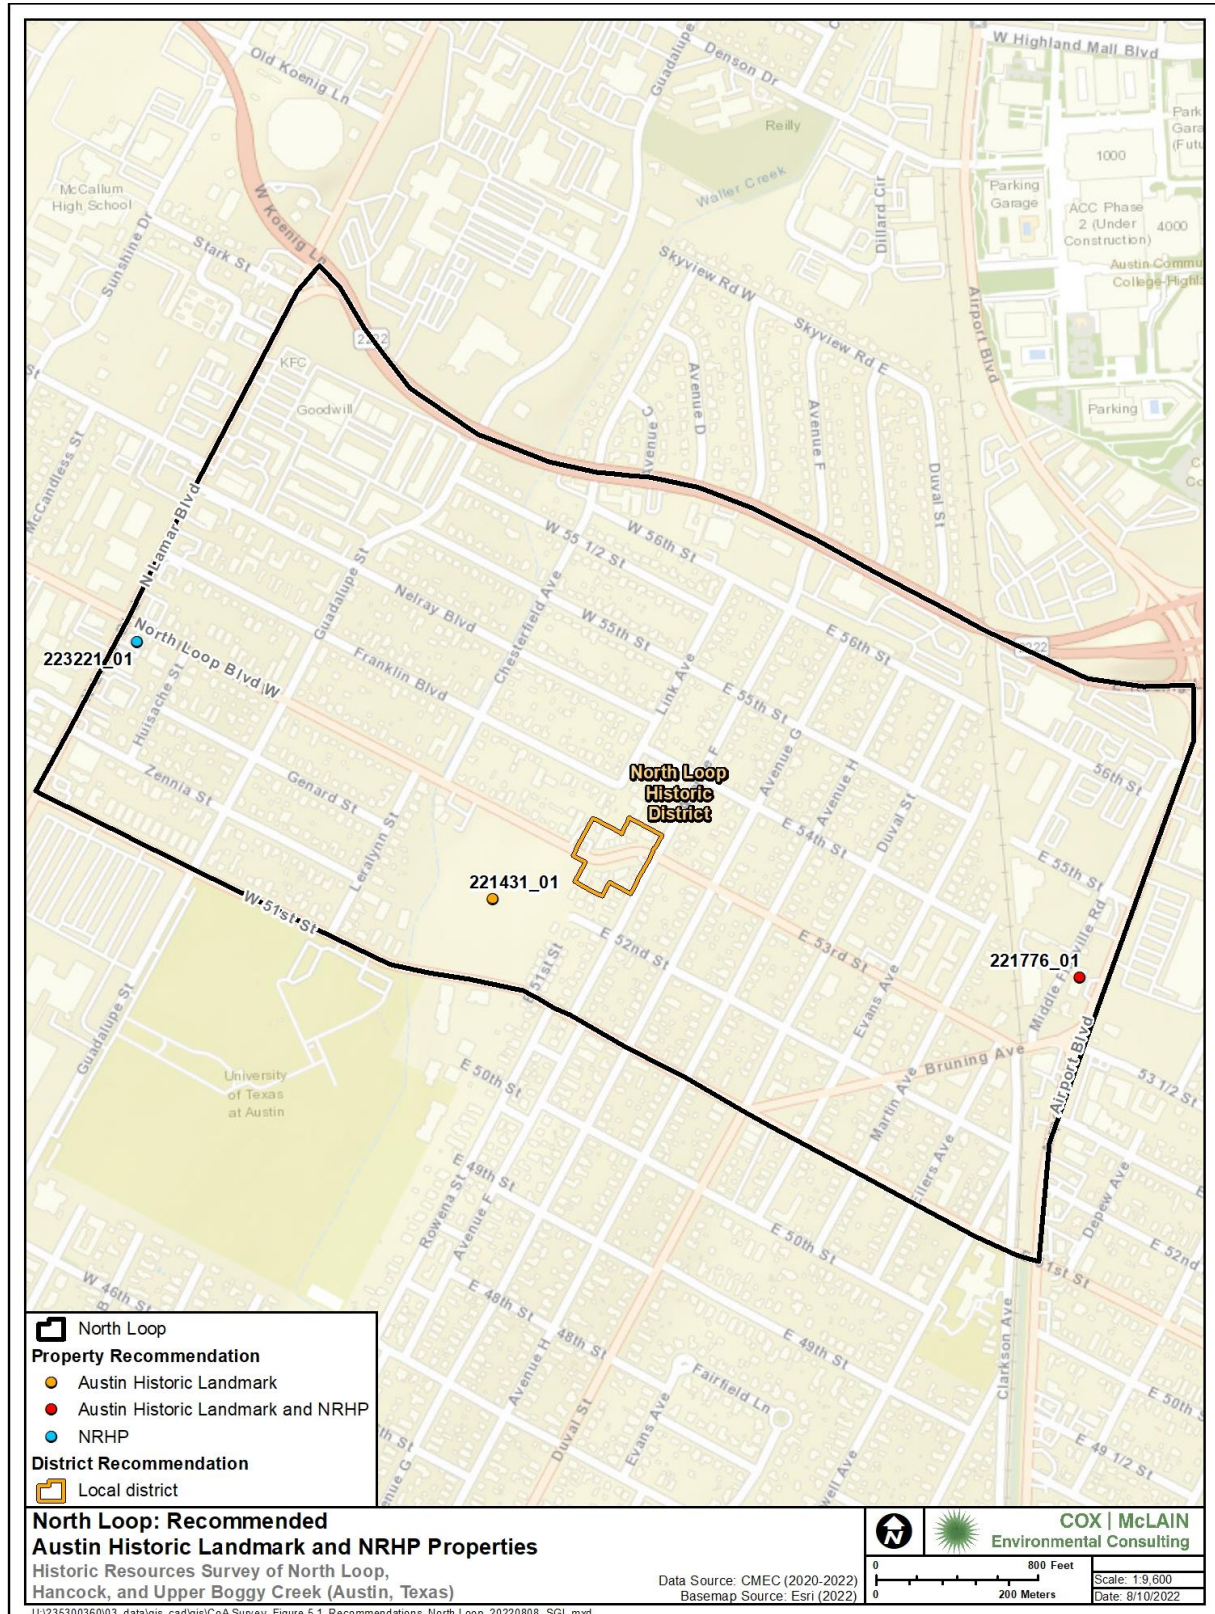 W Highland Mall Blvd
Old Koenig Ln
Denson Dr
Guadalupe
Reilly
Waller Creek
Dillard Cir
1000
Parking
Garage
ACC Phase
2 (Under
Construction)
4000
Austin
College
McCallum
High School
Sunshine Dr
Stark St
W Koenig Ln
Skyview Rd W
Skyview Rd E
Airport Blvd
2222
KFC
Goodwill
Avenue C
Avenue D
Avenue F
Duval St
Parking
St
McCandless St
N Lamar Blvd
Guadalupe St
W 56th St
W 55 1/2 St
Nelray Blvd
Chesterfield Ave
W 55th St
E 56th St
2222
North Loop Blvd W
223221_01
Huisache St
Franklin Blvd
Link Ave
E 55th St
Avenue G
Avenue H
Duval St
56th St
Zennia St
Genard St
Leralynn St
North Loop
Historic
District
E 54th St
E 55th St
221431_01
W 51st St
E 52nd St
E 53rd St
Evans Ave
221776_01
Airport Blvd
Guadalupe St
E 51st St
University
of Texas
at Austin
E 50th St
Bruning Ave
53 1/2 St
Martin Ave
Eilers Ave
Depew Ave
E 49th St
Rowena St
Avenue F
E 50th St
E 52nd
51st St
W 46th St
B
E 48th St
48th St
E 49th St
Clarkson Ave
Avenue H
Fairfield Ln
Duval St
Evans Ave
E 50th S
E 49 1/2 St
North Loop
Property Recommendation
Austin Historic Landmark
Austin Historic Landmark and NRHP
NRHP
District Recommendation
Local district
North Loop: Recommended
Austin Historic Landmark and NRHP Properties
Historic Resources Survey of North Loop,
Hancock, and Upper Boggy Creek (Austin, Texas)
Data Source: CMEC (2020-2022)
Basemap Source: Esri (2022)
N
COX | McLAIN
Environmental Consulting
0 800 Feet
0 200 Meters
Scale: 1:9,600
Date: 8/10/2022